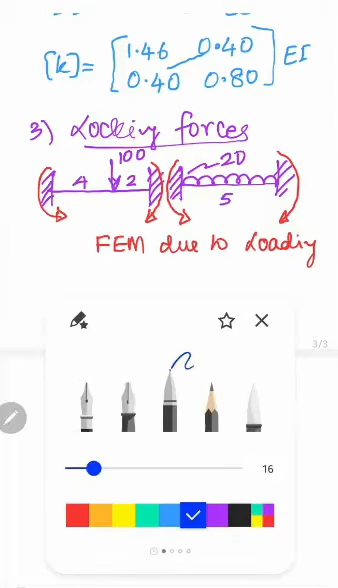 [k] = [1.46 0.40
0.40 0.80] EI
3) Locking forces
100
20
4 2
5
FEM due to Loading
3/3
16